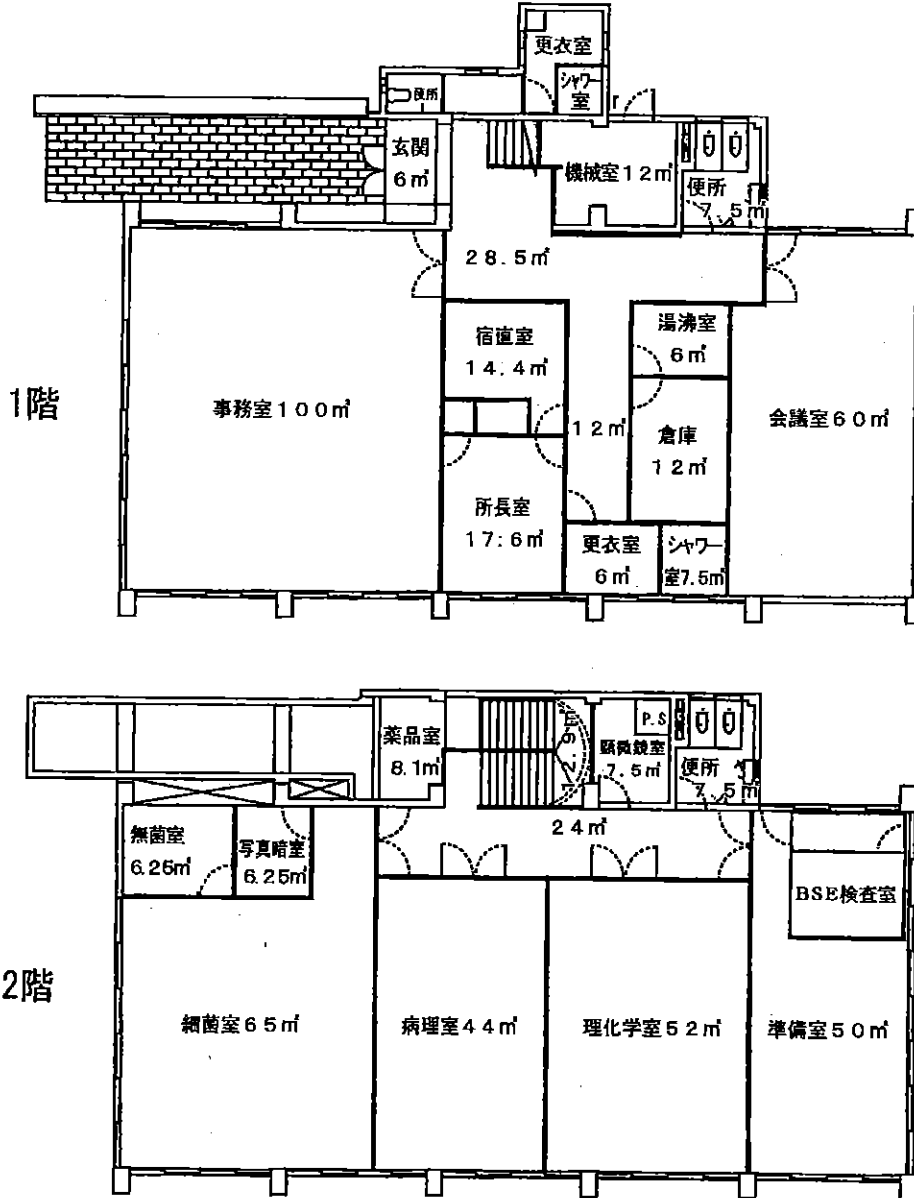 更衣室
シャワー
室
便所
玄関
6㎡
機械室12㎡
便所
7.5㎡
28.5㎡
宿直室
14.4㎡
湯沸室
6㎡
1階
事務室100㎡
12㎡
倉庫
12㎡
会議室60㎡
所長室
17.6㎡
更衣室
6㎡
シャワー
室7.5㎡
薬品室
8.1㎡
12.9㎡
P.S
顕微鏡室
7.5㎡
便所
7.5㎡
24㎡
無菌室
6.25㎡
写真暗室
6.25㎡
BSE検査室
2階
細菌室65㎡
病理室44㎡
理化学室52㎡
準備室50㎡